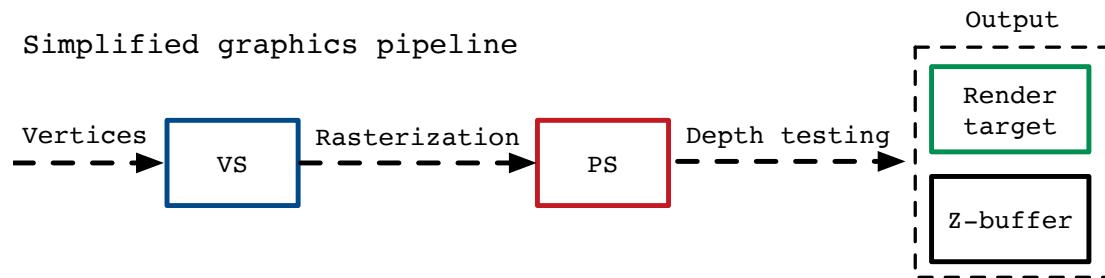 Output
Simplified graphics pipeline
Render
target
Vertices
Rasterization
Depth testing
VS
PS
Z-buffer